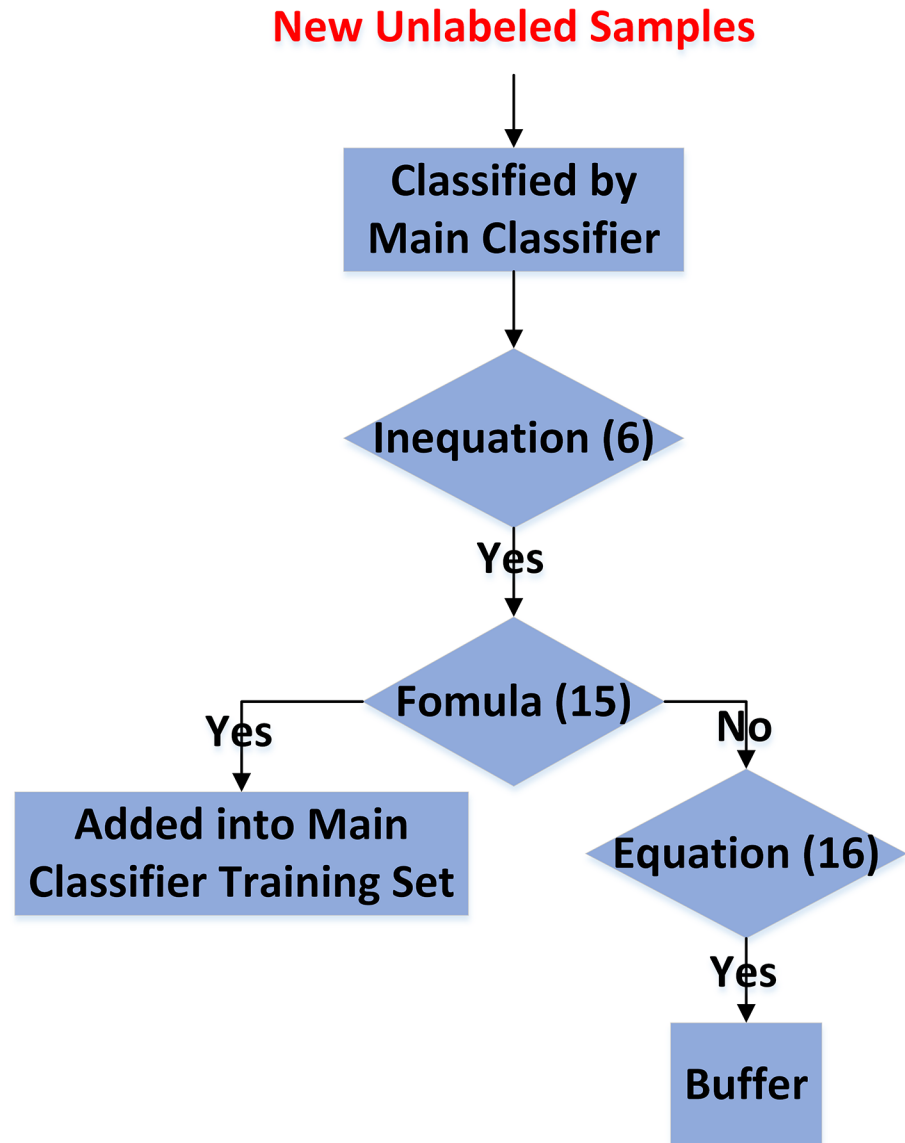 New Unlabeled Samples
Classified by
Main Classifier
Inequation (6)
Yes
Fomula (15)
Yes
No
Added into Main
Classifier Training Set
Equation (16)
Yes
Buffer